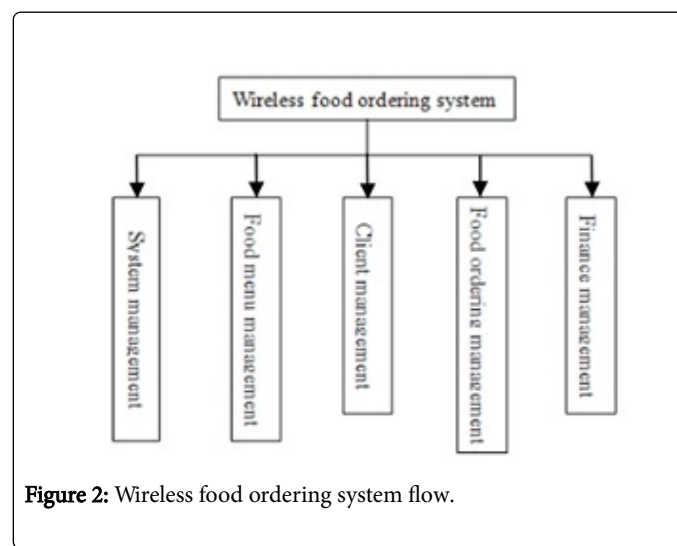 Wireless food ordering system
System management
Food menu management
Client management
Food ordering management
Finance management
Figure 2: Wireless food ordering system flow.